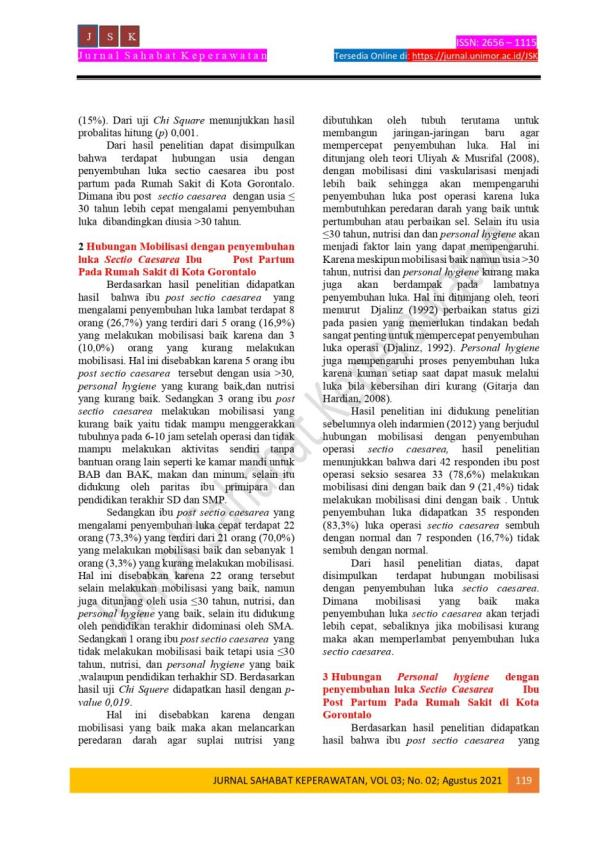 J S K
Jurnal Sahabat Keperawatan
ISSN: 2656 – 1115
Tersedia Online di: https://jurnal.unimor.ac.id/JSK
(15%). Dari uji Chi Square menunjukkan hasil
probalitas hitung (p) 0,001.
Dari hasil penelitian dapat disimpulkan
bahwa terdapat hubungan usia dengan
penyembuhan luka sectio caesarea ibu post
partum pada Rumah Sakit di Kota Gorontalo.
Dimana ibu post sectio caesarea dengan usia ≤
30 tahun lebih cepat mengalami penyembuhan
luka dibandingkan diusia >30 tahun.
2 Hubungan Mobilisasi dengan penyembuhan
luka Sectio Caesarea Ibu Post Partum
Pada Rumah Sakit di Kota Gorontalo
Berdasarkan hasil penelitian didapatkan
hasil bahwa ibu post sectio caesarea yang
mengalami penyembuhan luka lambat terdapat 8
orang (26,7%) yang terdiri dari 5 orang (16,9%)
yang melakukan mobilisasi baik karena dan 3
(10,0%) orang yang kurang melakukan
mobilisasi. Hal ini disebabkan karena 5 orang ibu
post sectio caesarea tersebut dengan usia >30,
personal hygiene yang kurang baik,dan nutrisi
yang kurang baik. Sedangkan 3 orang ibu post
sectio caesarea melakukan mobilisasi yang
kurang baik yaitu tidak mampu menggerakkan
tubuhnya pada 6-10 jam setelah operasi dan tidak
mampu melakukan aktivitas sendiri tanpa
bantuan orang lain seperti ke kamar mandi untuk
BAB dan BAK, makan dan minum, selain itu
didukung oleh paritas ibu primipara dan
pendidikan terakhir SD dan SMP.
Sedangkan ibu post sectio caesarea yang
mengalami penyembuhan luka cepat terdapat 22
orang (73,3%) yang terdiri dari 21 orang (70,0%)
yang melakukan mobilisasi baik dan sebanyak 1
orang (3,3%) yang kurang melakukan mobilisasi.
Hal ini disebabkan karena 22 orang tersebut
selain melakukan mobilisasi yang baik, namun
juga ditunjang oleh usia ≤30 tahun, nutrisi, dan
personal hygiene yang baik, selain itu didukung
oleh pendidikan terakhir didominasi oleh SMA.
Sedangkan 1 orang ibu post sectio caesarea yang
tidak melakukan mobilisasi baik tetapi usia ≤30
tahun, nutrisi, dan personal hygiene yang baik
,walaupun pendidikan terhakhir SD. Berdasarkan
hasil uji Chi Squere didapatkan hasil dengan p-
value 0,019.
Hal ini disebabkan karena dengan
mobilisasi yang baik maka akan melancarkan
peredaran darah agar suplai nutrisi yang
dibutuhkan oleh tubuh terutama untuk
membangun jaringan-jaringan baru agar
mempercepat penyembuhan luka. Hal ini
ditunjang oleh teori Uliyah & Musrifal (2008),
dengan mobilisasi dini vaskularisasi menjadi
lebih baik sehingga akan mempengaruhi
penyembuhan luka post operasi karena luka
membutuhkan peredaran darah yang baik untuk
pertumbuhan atau perbaikan sel. Selain itu usia
≤30 tahun, nutrisi dan dan personal hygiene akan
menjadi faktor lain yang dapat mempengaruhi.
Karena meskipun mobilisasi baik namun usia >30
tahun, nutrisi dan personal hygiene kurang maka
juga akan berdampak pada lambatnya
penyembuhan luka. Hal ini ditunjang oleh, teori
menurut Djalinz (1992) perbaikan status gizi
pada pasien yang memerlukan tindakan bedah
sangat penting untuk mempercepat penyembuhan
luka operasi (Djalinz, 1992). Personal hygiene
juga mempengaruhi proses penyembuhan luka
karena kuman setiap saat dapat masuk melalui
luka bila kebersihan diri kurang (Gitarja dan
Hardian, 2008).
Hasil penelitian ini didukung penelitian
sebelumnya oleh indarmien (2012) yang berjudul
hubungan mobilisasi dengan penyembuhan
operasi sectio caesarea, hasil penelitian
menunjukkan bahwa dari 42 responden ibu post
operasi seksio sesarea 33 (78,6%) melakukan
mobilisasi dini dengan baik dan 9 (21,4%) tidak
melakukan mobilisasi dini dengan baik . Untuk
penyembuhan luka didapatkan 35 responden
(83,3%) luka operasi sectio caesarea sembuh
dengan normal dan 7 responden (16,7%) tidak
sembuh dengan normal.
Dari hasil penelitian diatas, dapat
disimpulkan terdapat hubungan mobilisasi
dengan penyembuhan luka sectio caesarea.
Dimana mobilisasi yang baik maka
penyembuhan luka sectio caesarea akan terjadi
lebih cepat, sebaliknya jika mobilisasi kurang
maka akan memperlambat penyembuhan luka
sectio caesarea.
3 Hubungan Personal hygiene dengan
penyembuhan luka Sectio Caesarea Ibu
Post Partum Pada Rumah Sakit di Kota
Gorontalo
Berdasarkan hasil penelitian didapatkan
hasil bahwa ibu post sectio caesarea yang
JURNAL SAHABAT KEPERAWATAN, VOL 03; No. 02; Agustus 2021 119